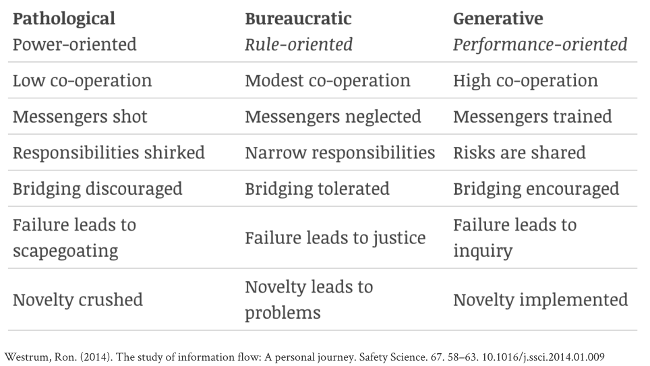 Pathological Bureaucratic Generative
Power-oriented Rule-oriented Performance-oriented
Low co-operation Modest co-operation High co-operation
Messengers shot Messengers neglected Messengers trained
Responsibilities shirked Narrow responsibilities Risks are shared
Bridging discouraged Bridging tolerated Bridging encouraged
Failure leads to
scapegoating
Failure leads to justice
Failure leads to
inquiry
Novelty crushed
Novelty leads to
problems
Novelty implemented
Westrum, Ron. (2014). The study of information flow: A personal journey. Safety Science. 67. 58–63. 10.1016/j.ssci.2014.01.009